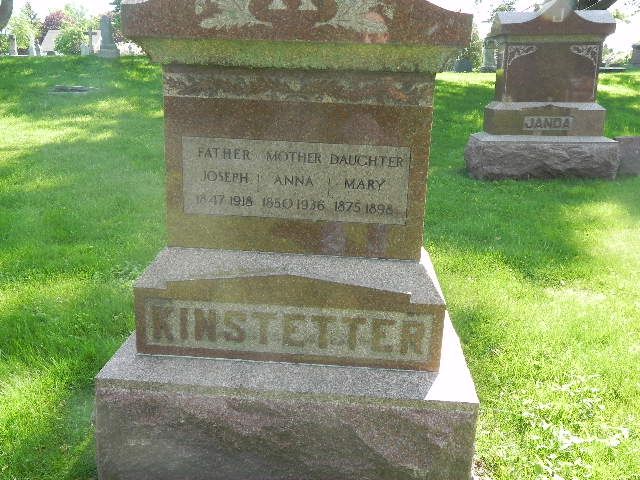 FATHER MOTHER DAUGHTER
JOSEPH ANNA MARY
1847 1918 1850 1936 1875 1898
KINSTETTER
JANDA